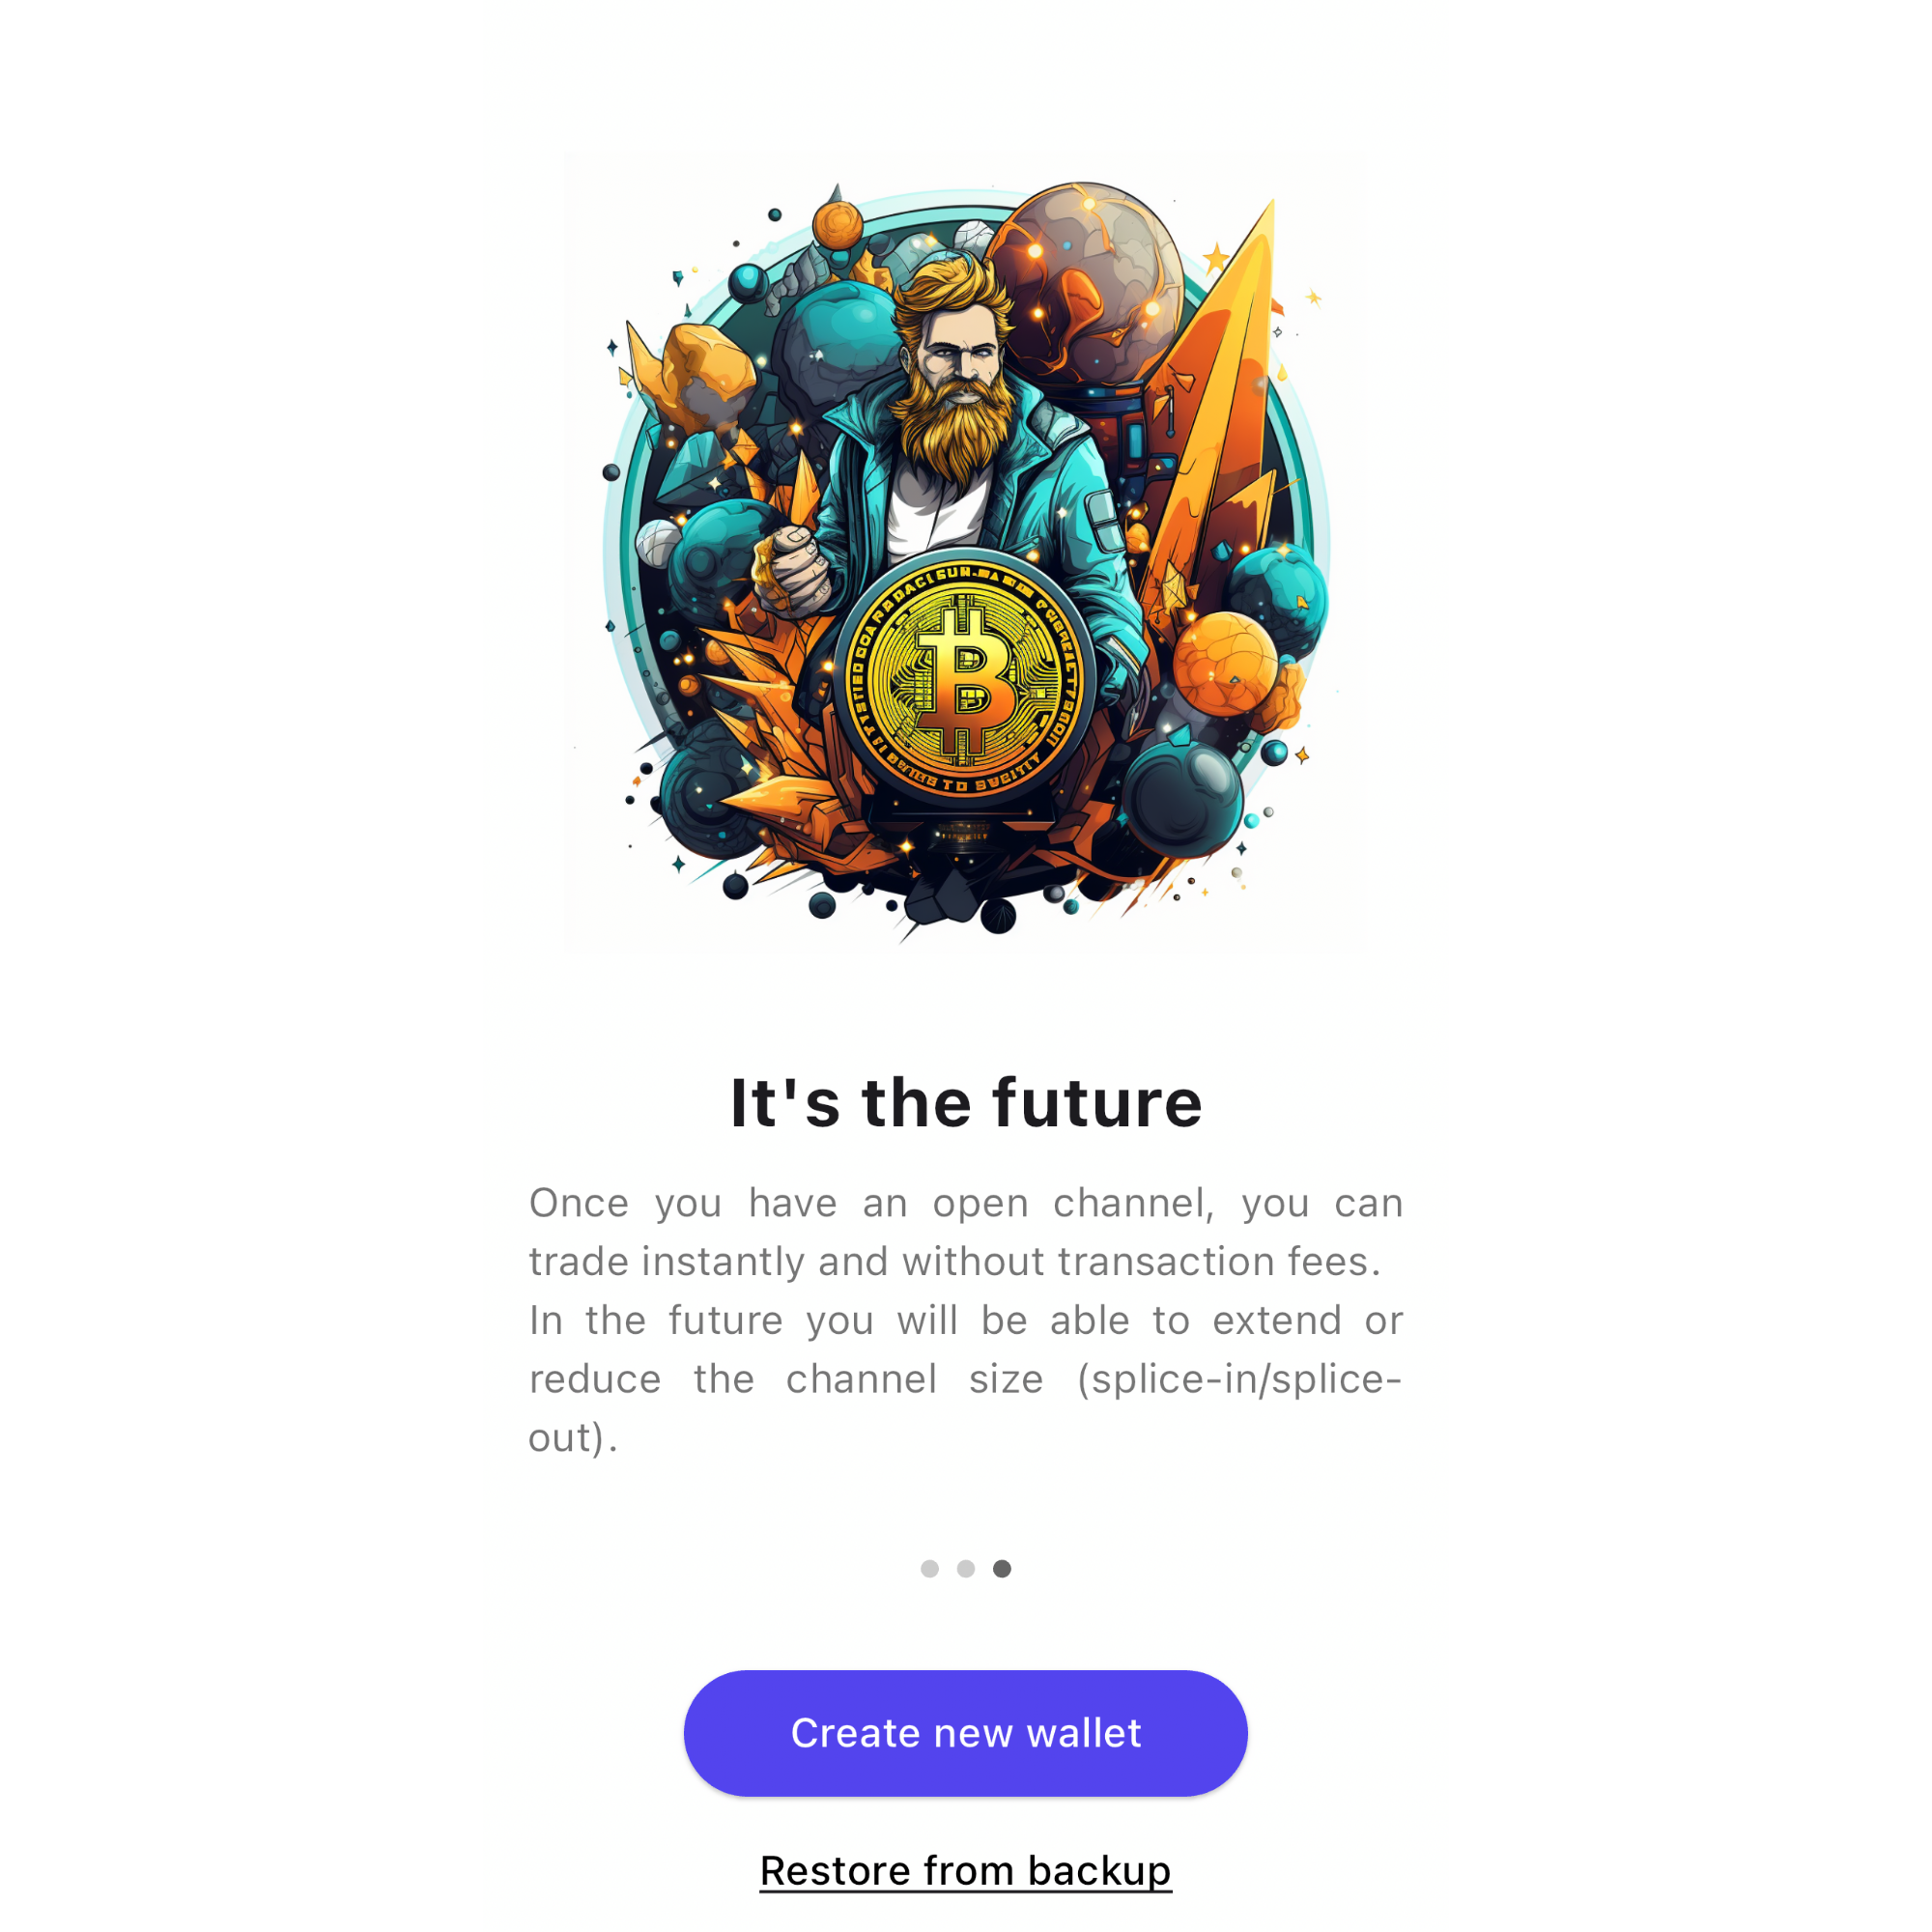 It's the future
Once you have an open channel, you can
trade instantly and without transaction fees.
In the future you will be able to extend or
reduce the channel size (splice-in/splice-
out).
Create new wallet
Restore from backup